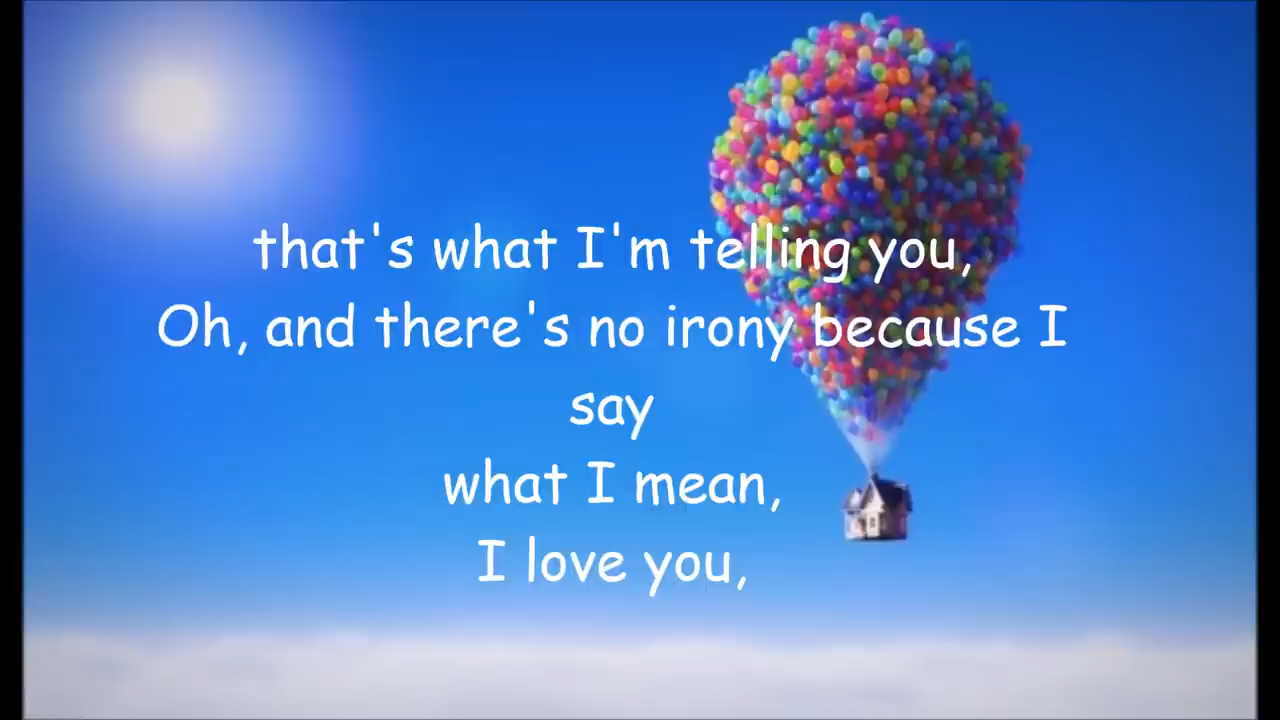 that's what I'm telling you,
Oh, and there's no irony because I
say
what I mean,
I love you,